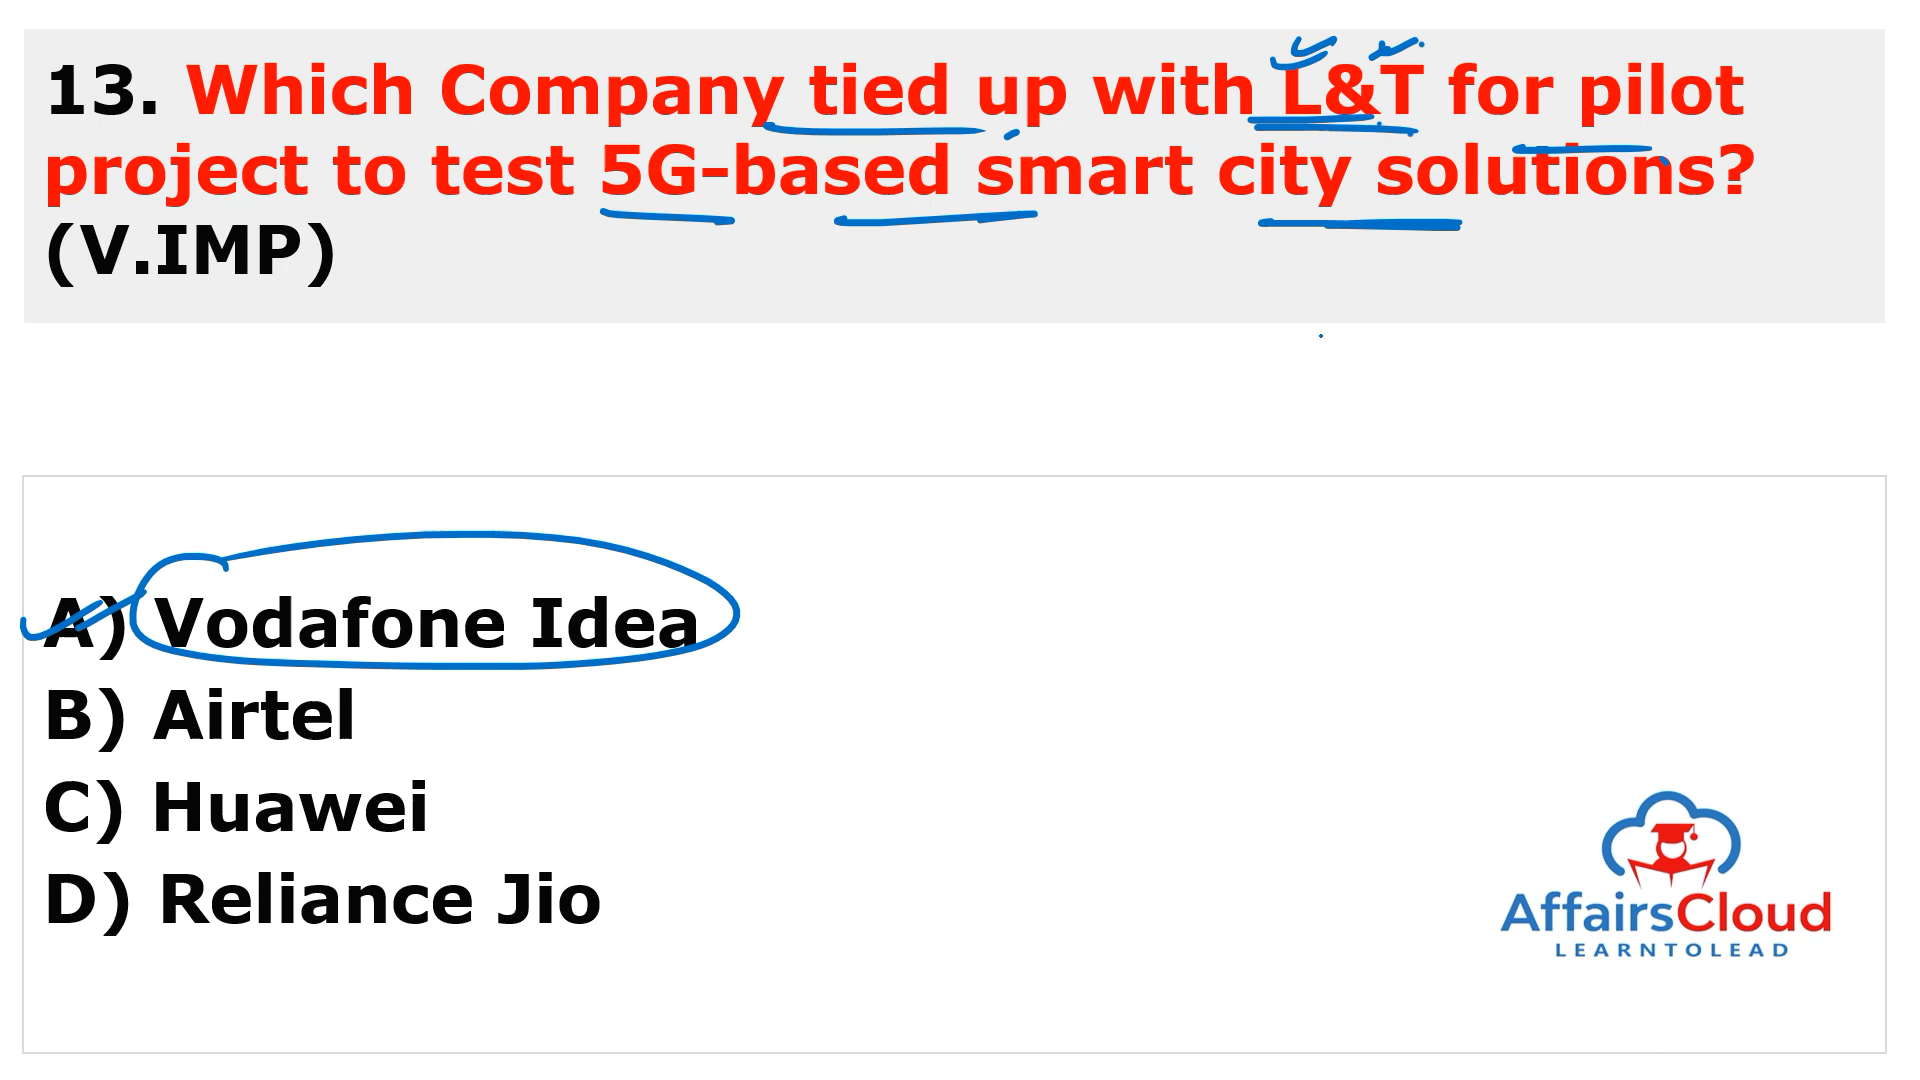 13. Which Company tied up with L&T for pilot
project to test 5G-based smart city solutions?
(V.IMP)
A) Vodafone Idea
B) Airtel
C) Huawei
D) Reliance Jio
AffairsCloud
LEARNTOLEAD